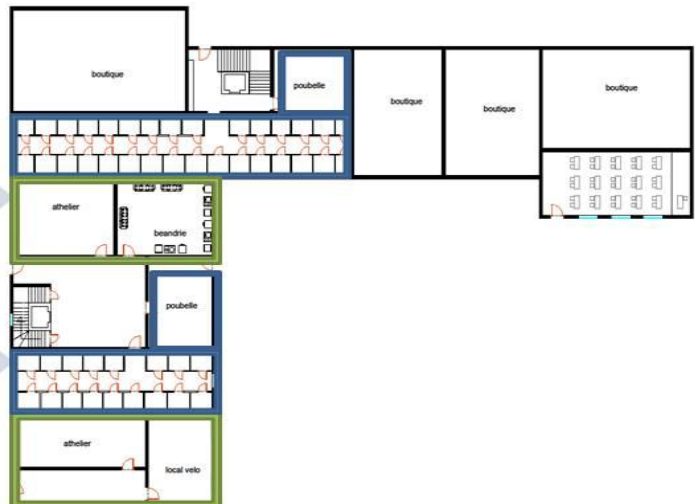 boutique
poubelle
boutique
boutique
boutique
athelier
beandrie
poubelle
athelier
local velo